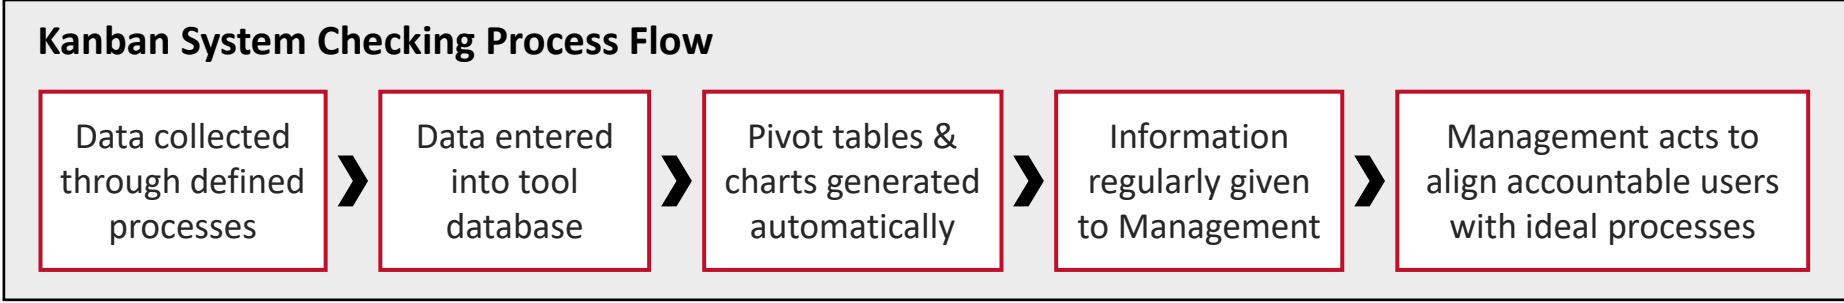 Kanban System Checking Process Flow
Data collected
through defined
processes
Data entered
into tool
database
Pivot tables &
charts generated
automatically
Information
regularly given
to Management
Management acts to
align accountable users
with ideal processes